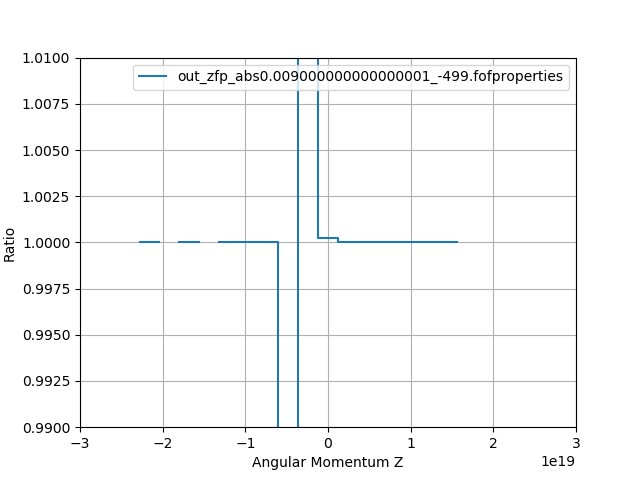 out_zfp_abs0.009000000000000001_-499.fofproperties
1.0100
1.0075
1.0050
1.0025
1.0000
0.9975
0.9950
0.9925
0.9900
Ratio
−3 −2 −1 0 1 2 3
1e19
Angular Momentum Z